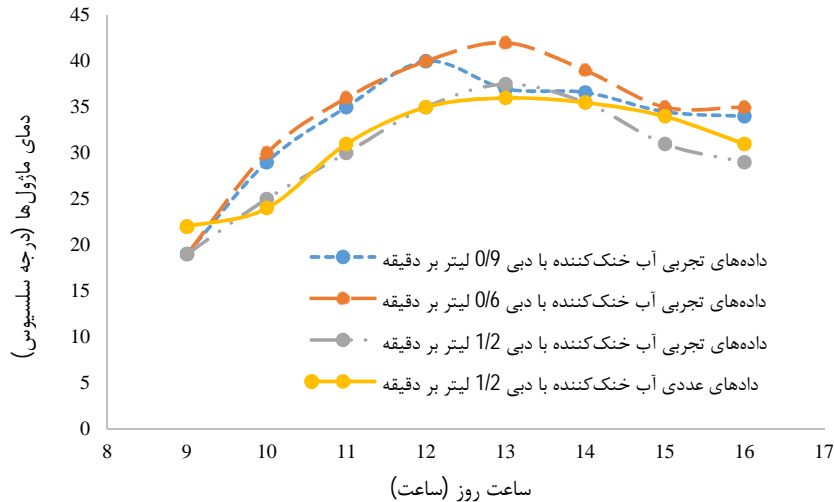 45
40
35
30
25
20
15
10
5
0
دمای ماژول‌ها (درجه سلسیوس)
داده‌های تجربی آب خنک‌کننده با دبی 0/9 لیتر بر دقیقه
داده‌های تجربی آب خنک‌کننده با دبی 0/6 لیتر بر دقیقه
داده‌های تجربی آب خنک‌کننده با دبی 1/2 لیتر بر دقیقه
دادهای عددی آب خنک‌کننده با دبی 1/2 لیتر بر دقیقه
8 9 10 11 12 13 14 15 16 17
ساعت روز (ساعت)